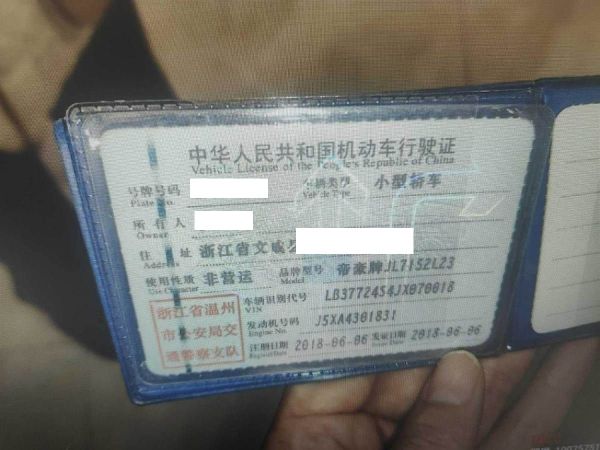 中华人民共和国机动车行驶证
Vehicle License of the People's Republic of China
号牌号码 车辆类型 小型轿车
Plate No. Vehicle Type
所有人
Owner
住址 浙江省文成县
Address
使用性质 非营运 品牌型号 帝豪牌JL7152L23
Use Character Model
浙江省温州
市公安局交
通警察支队
车辆识别代号 LB3772454JX070018
VIN
发动机号码 J5XA4301831
Engine No.
注册日期 2018-06-06 发证日期 2018-06-06
Register Date Issue Date